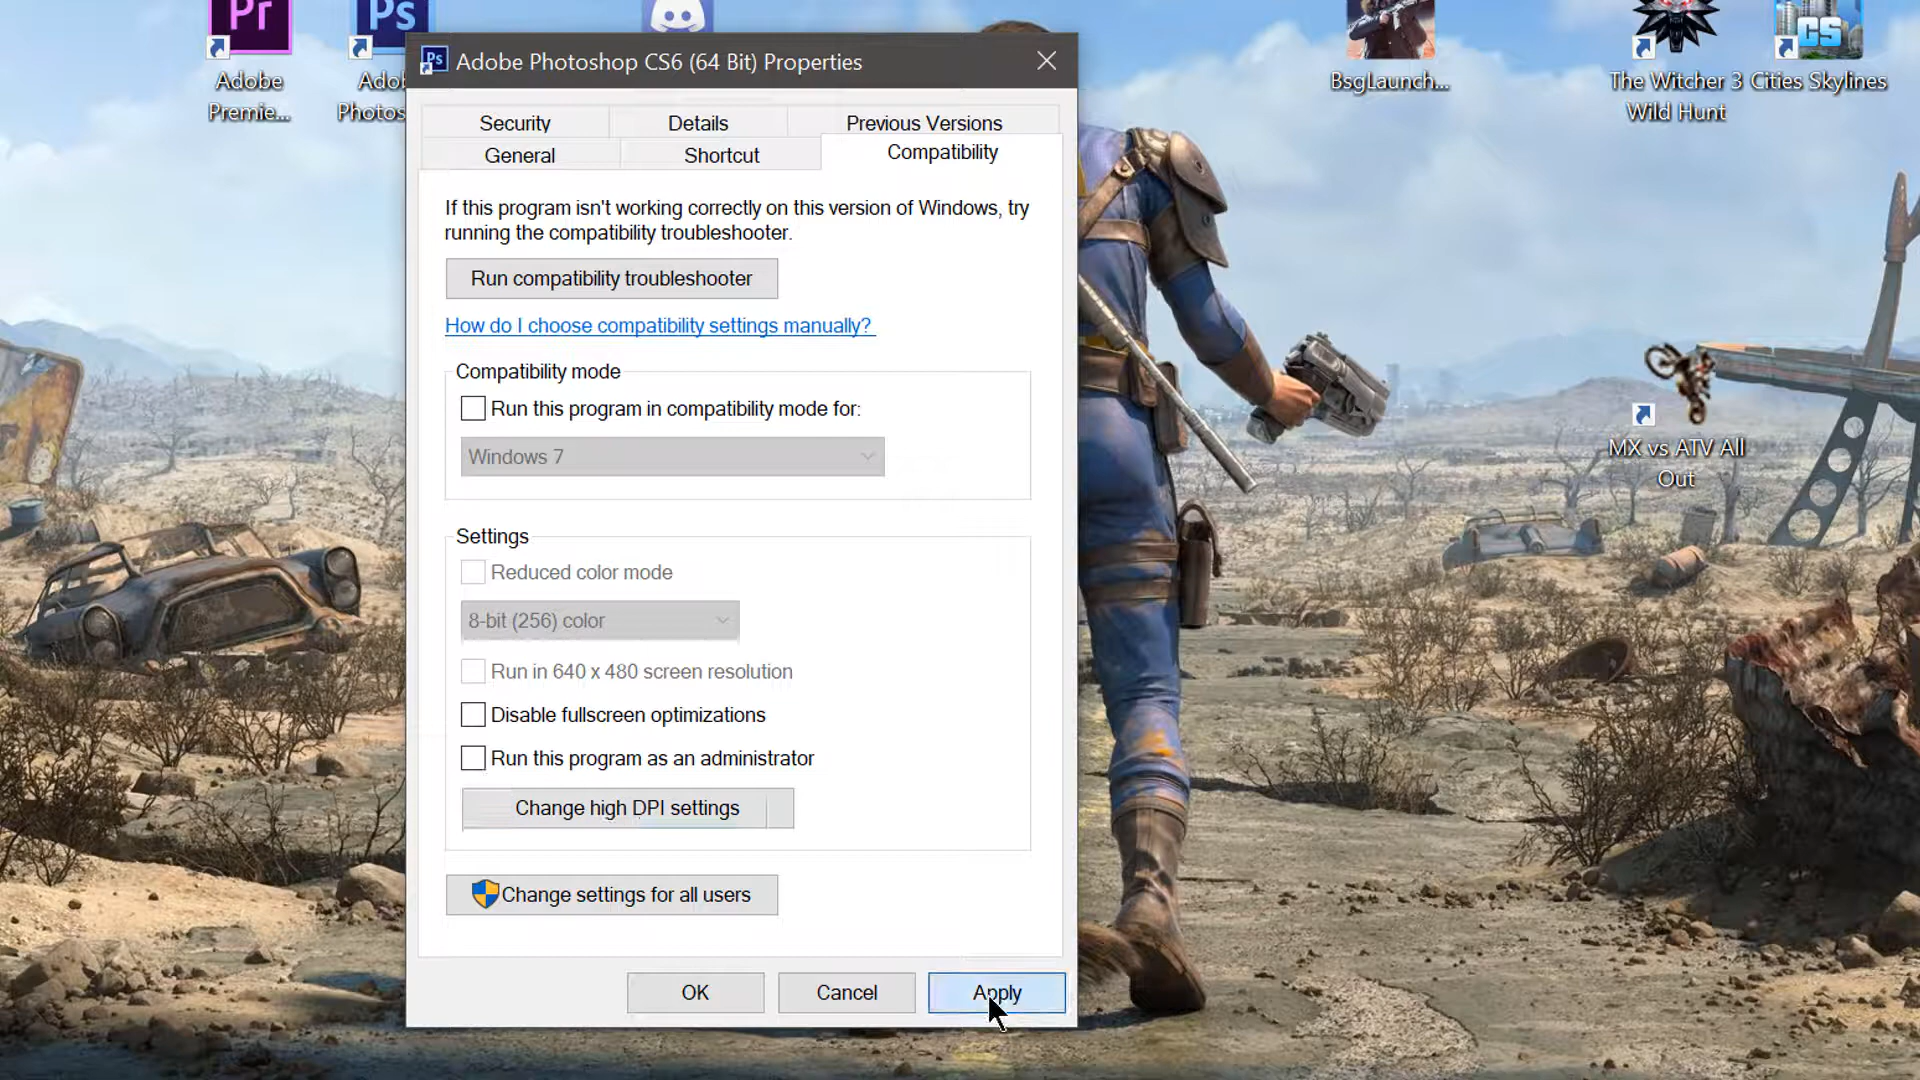 Pr
Ps
Adobe
Premie...
Adob
Photos
BsgLaunch...
CS
The Witcher 3
Wild Hunt
Cities Skylines
MX vs ATV All
Out
Ps
Adobe Photoshop CS6 (64 Bit) Properties
Security
Details
Previous Versions
General
Shortcut
Compatibility
If this program isn't working correctly on this version of Windows, try
running the compatibility troubleshooter.
Run compatibility troubleshooter
How do I choose compatibility settings manually?
Compatibility mode
Run this program in compatibility mode for:
Windows 7
Settings
Reduced color mode
8-bit (256) color
Run in 640 x 480 screen resolution
Disable fullscreen optimizations
Run this program as an administrator
Change high DPI settings
Change settings for all users
OK
Cancel
Apply